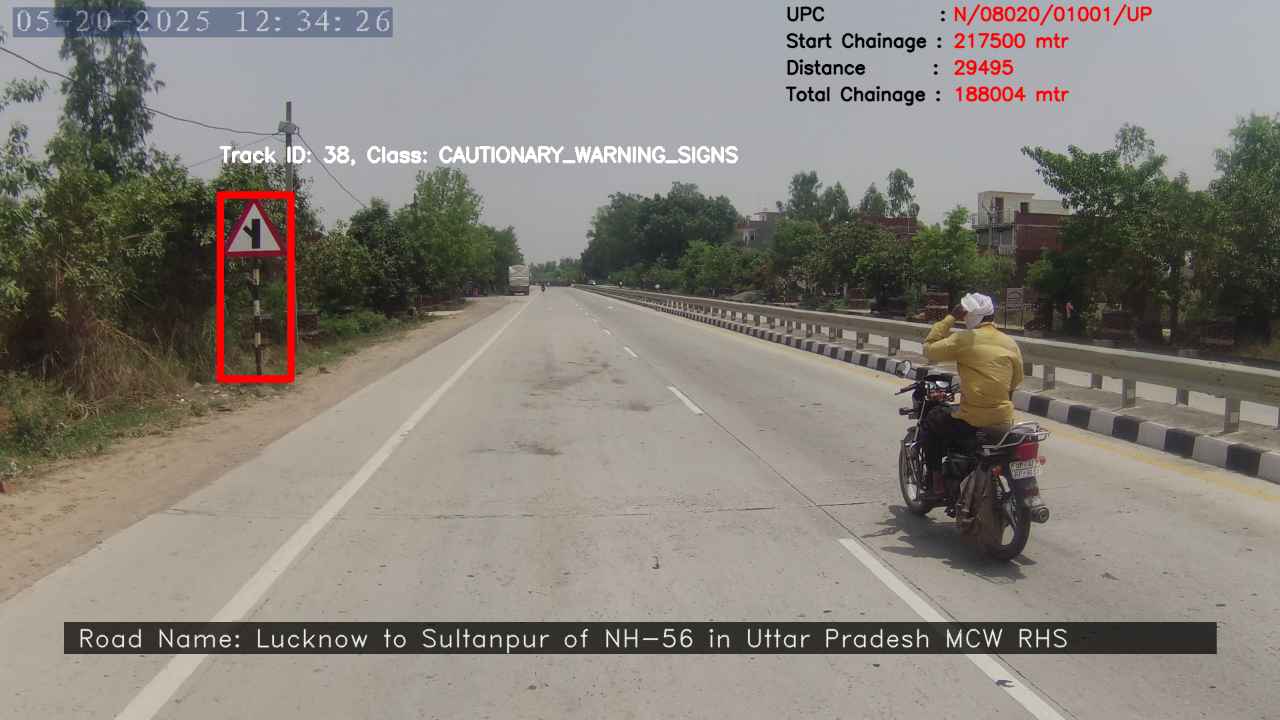 05-20-2025 12:34:26
UPC : N/08020/01001/UP
Start Chainage : 217500 mtr
Distance : 29495
Total Chainage : 188004 mtr
Track ID: 38, Class: CAUTIONARY_WARNING_SIGNS
Road Name: Lucknow to Sultanpur of NH-56 in Uttar Pradesh MCW RHS